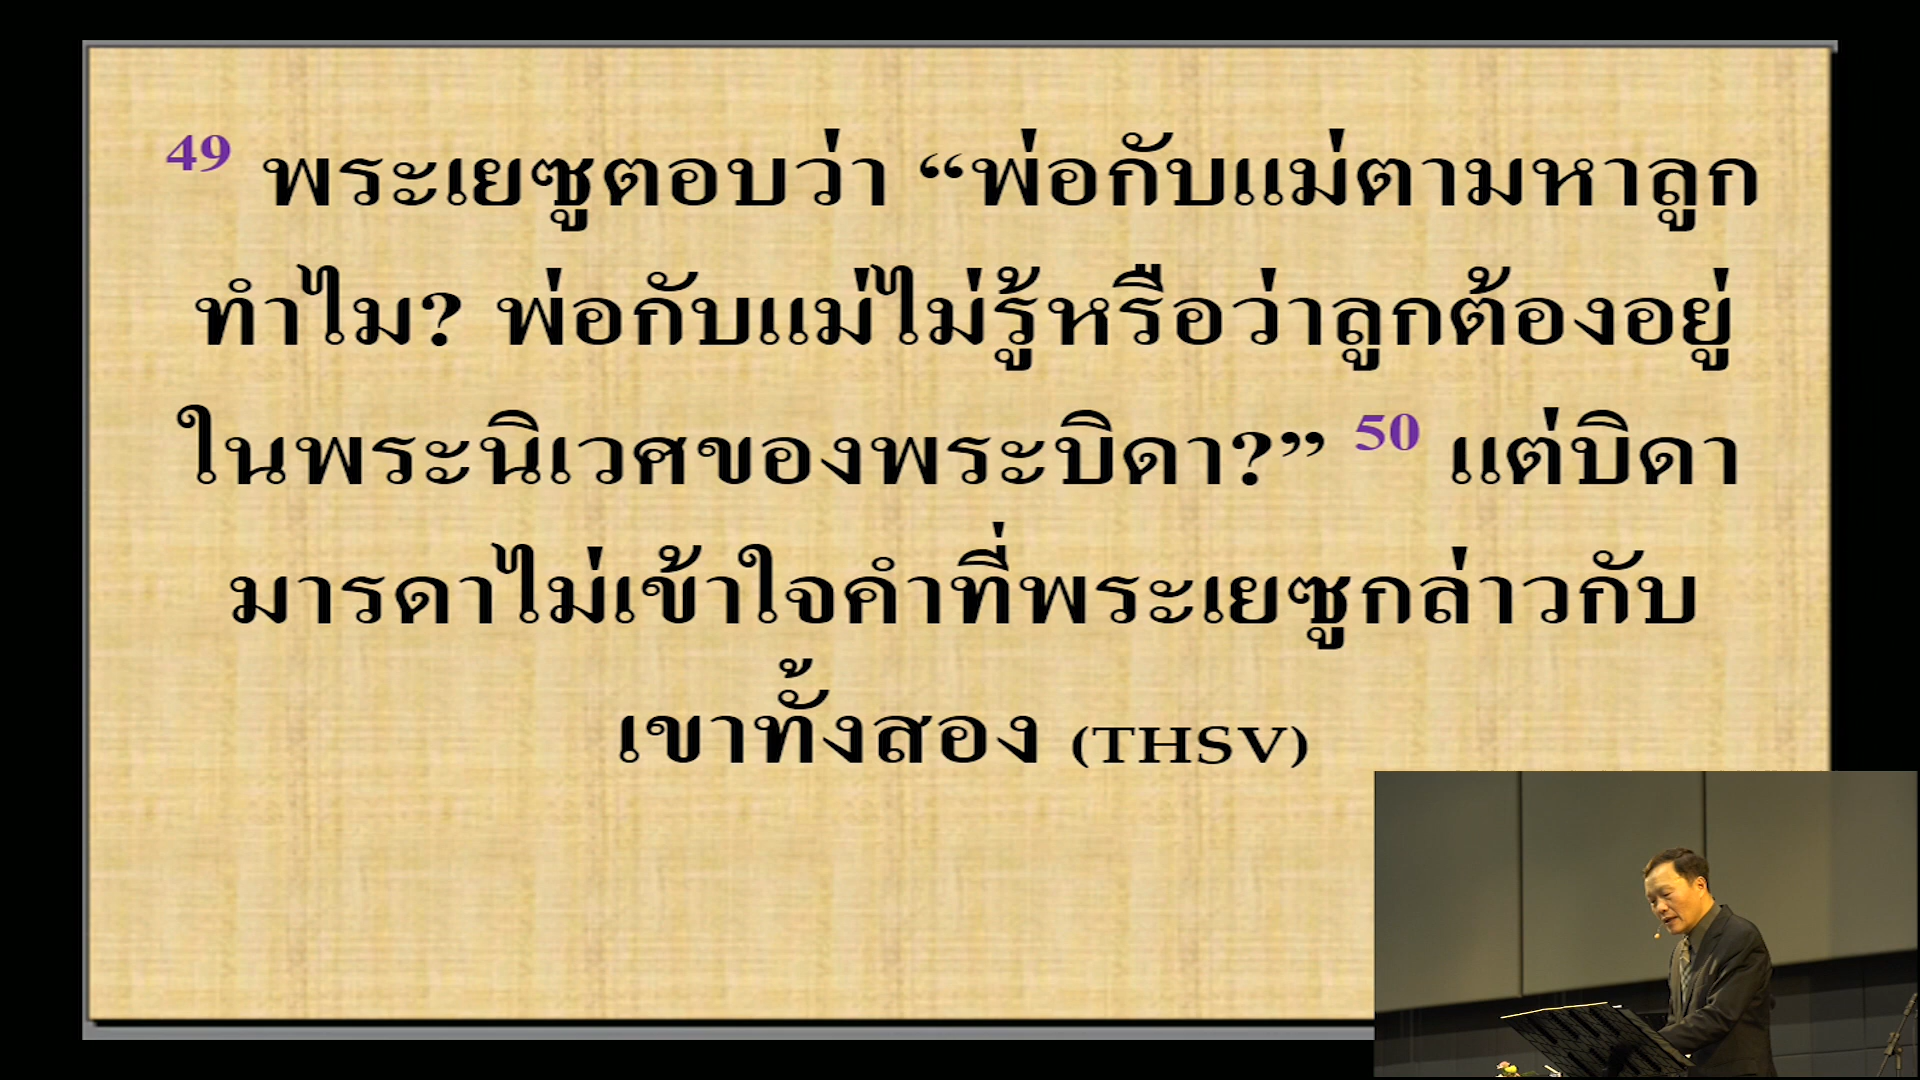 49 พระเยซูตอบว่า “พ่อกับแม่ตามหาลูก
ทำไม? พ่อกับแม่ไม่รู้หรือว่าลูกต้องอยู่
ในพระนิเวศของพระบิดา?” 50 แต่บิดา
มารดาไม่เข้าใจคำที่พระเยซูกล่าวกับ
เขาทั้งสอง (THSV)